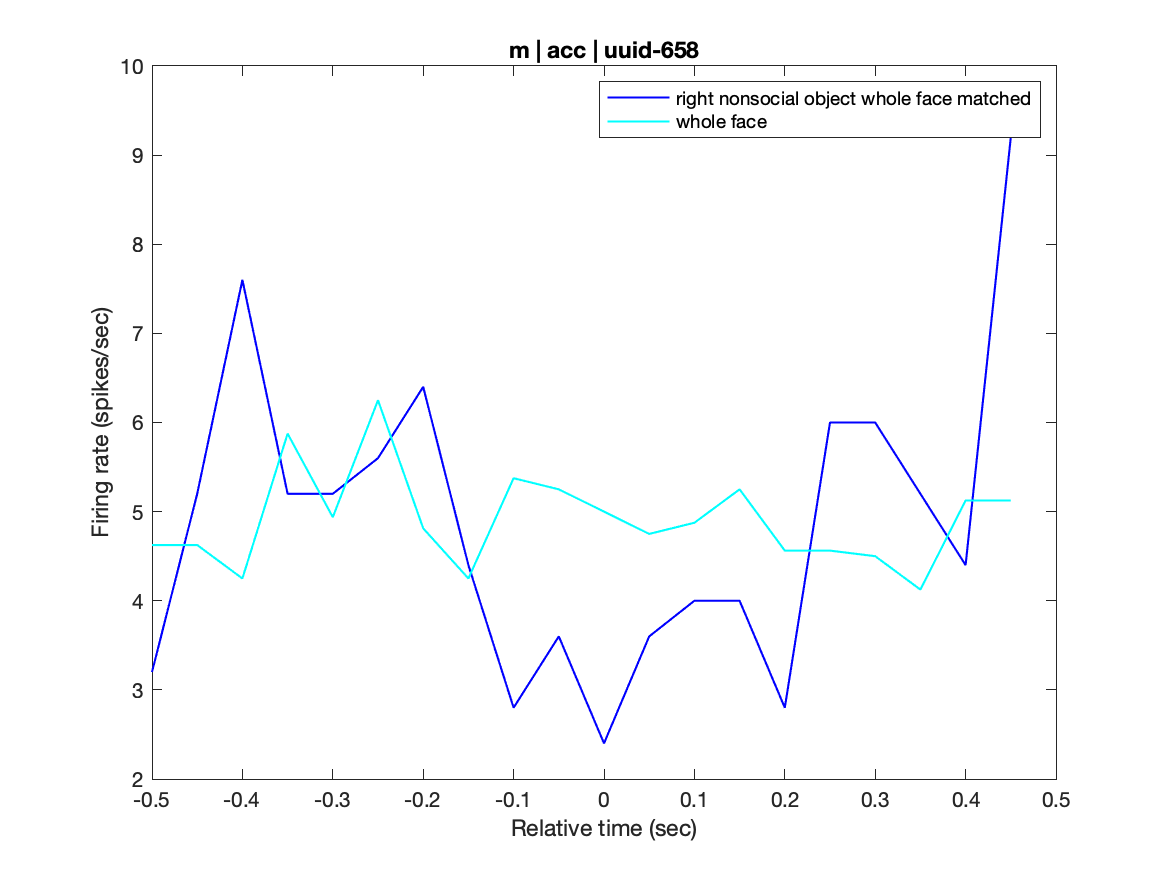 m | acc | uuid-658
right nonsocial object whole face matched
whole face
Firing rate (spikes/sec)
10
9
8
7
6
5
4
3
2
-0.5 -0.4 -0.3 -0.2 -0.1 0 0.1 0.2 0.3 0.4 0.5
Relative time (sec)